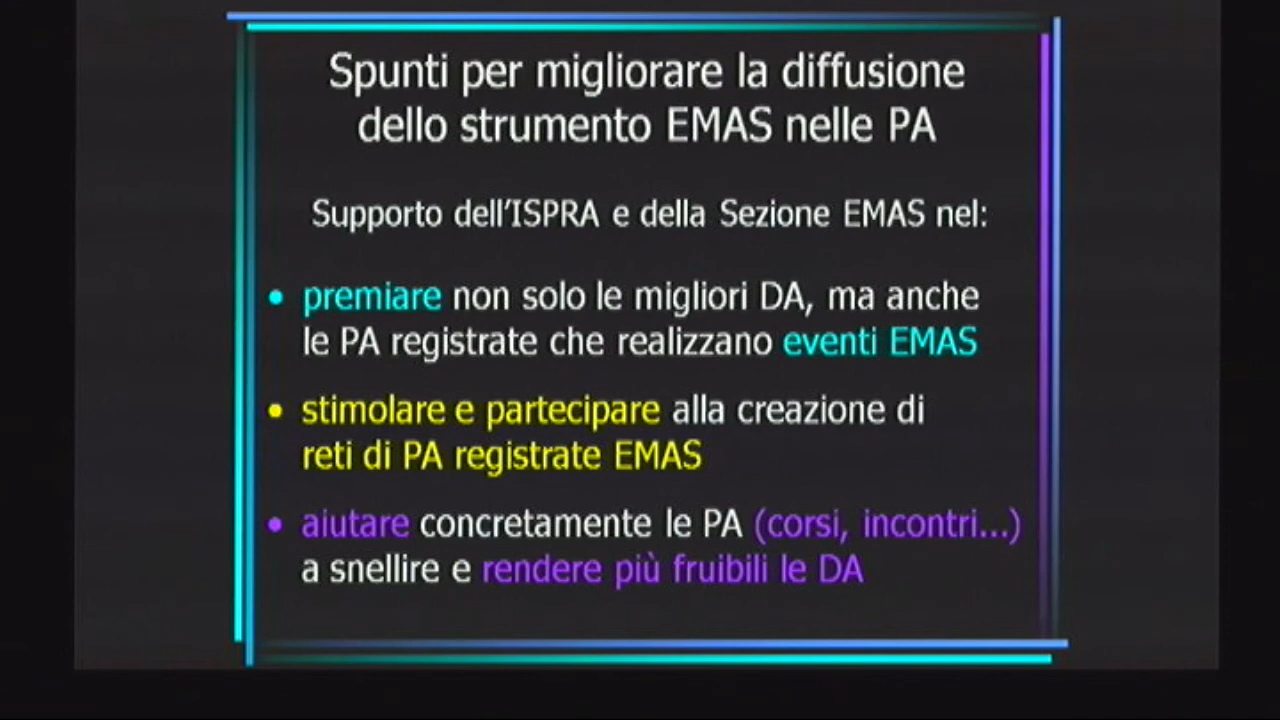 Spunti per migliorare la diffusione
dello strumento EMAS nelle PA
Supporto dell'ISPRA e della Sezione EMAS nel:
• premiare non solo le migliori DA, ma anche
le PA registrate che realizzano eventi EMAS
• stimolare e partecipare alla creazione di
reti di PA registrate EMAS
• aiutare concretamente le PA (corsi, incontri...)
a snellire e rendere più fruibili le DA